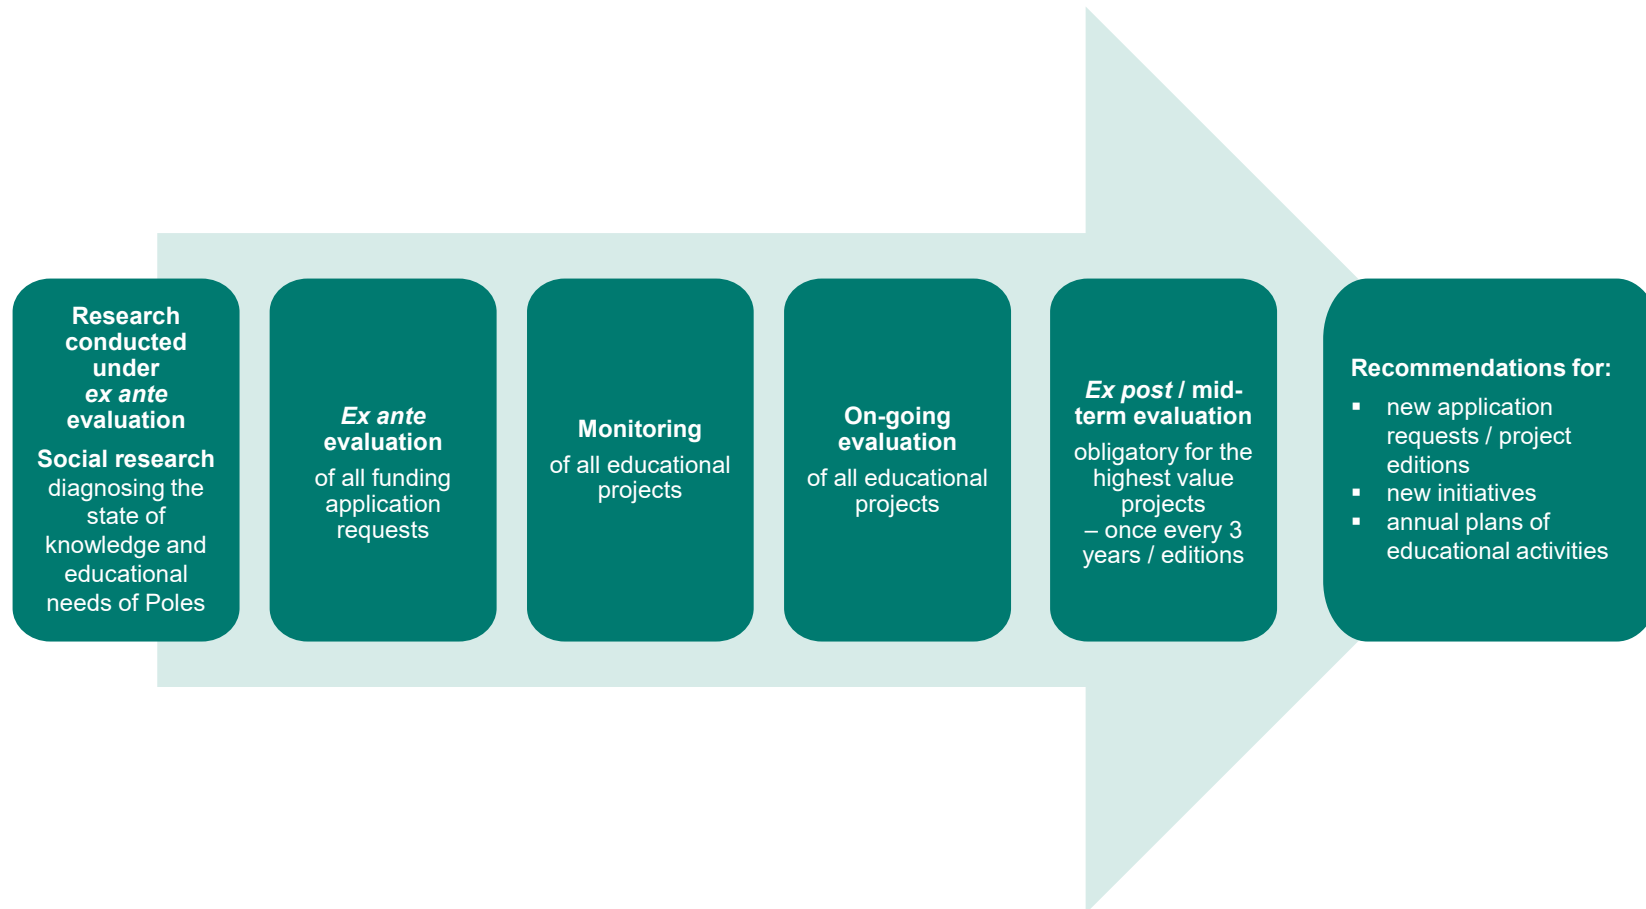 Research
conducted
under
ex ante
evaluation
Social research
diagnosing the
state of
knowledge and
educational
needs of Poles
Ex ante
evaluation
of all funding
application
requests
Monitoring
of all educational
projects
On-going
evaluation
of all educational
projects
Ex post / mid-
term evaluation
obligatory for the
highest value
projects
– once every 3
years / editions
Recommendations for:
▪ new application
requests / project
editions
▪ new initiatives
▪ annual plans of
educational activities